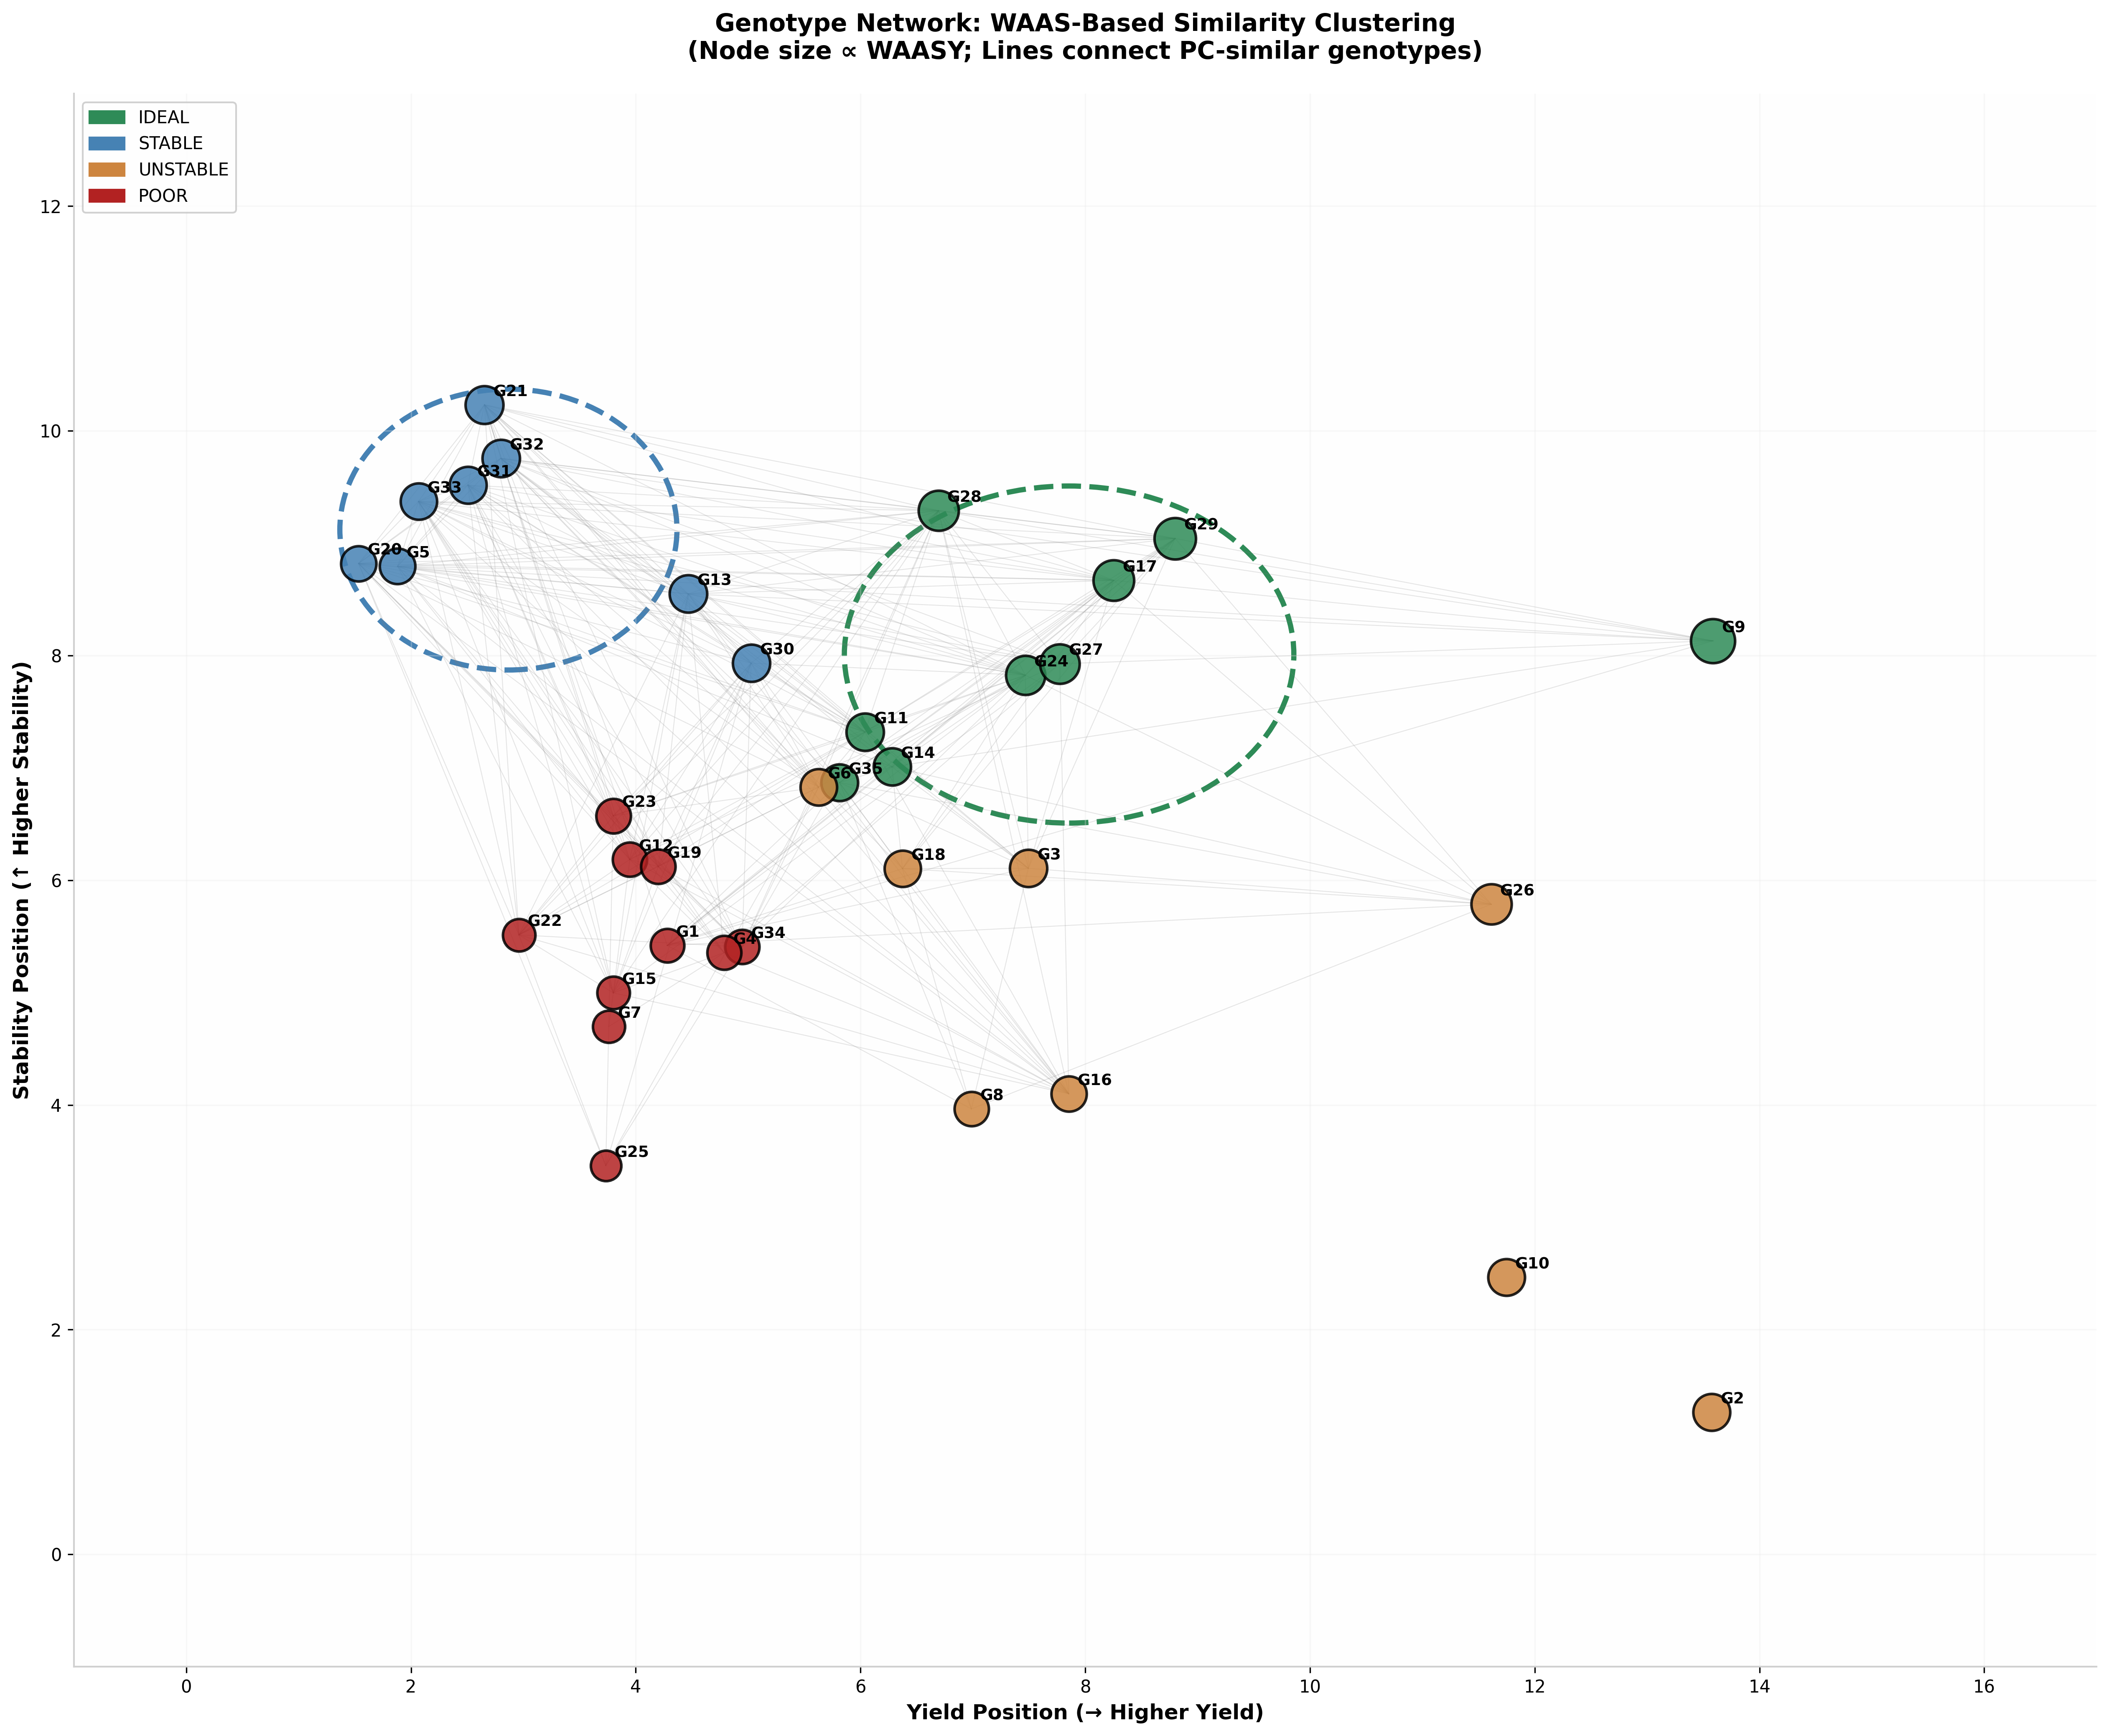 Genotype Network: WAAS-Based Similarity Clustering
(Node size ∝ WAASY; Lines connect PC-similar genotypes)
IDEAL
STABLE
UNSTABLE
POOR
Stability Position (↑ Higher Stability)
12
10
8
6
4
2
0
G21
G32
G31
G33
G20
G5
G13
G30
G28
G29
G17
G9
G27
G24
G11
G14
G35
G6
G23
G12
G19
G18
G3
G26
G22
G1
G34
G4
G15
G7
G16
G8
G25
G10
G2
0
2
4
6
8
10
12
14
16
Yield Position (→ Higher Yield)